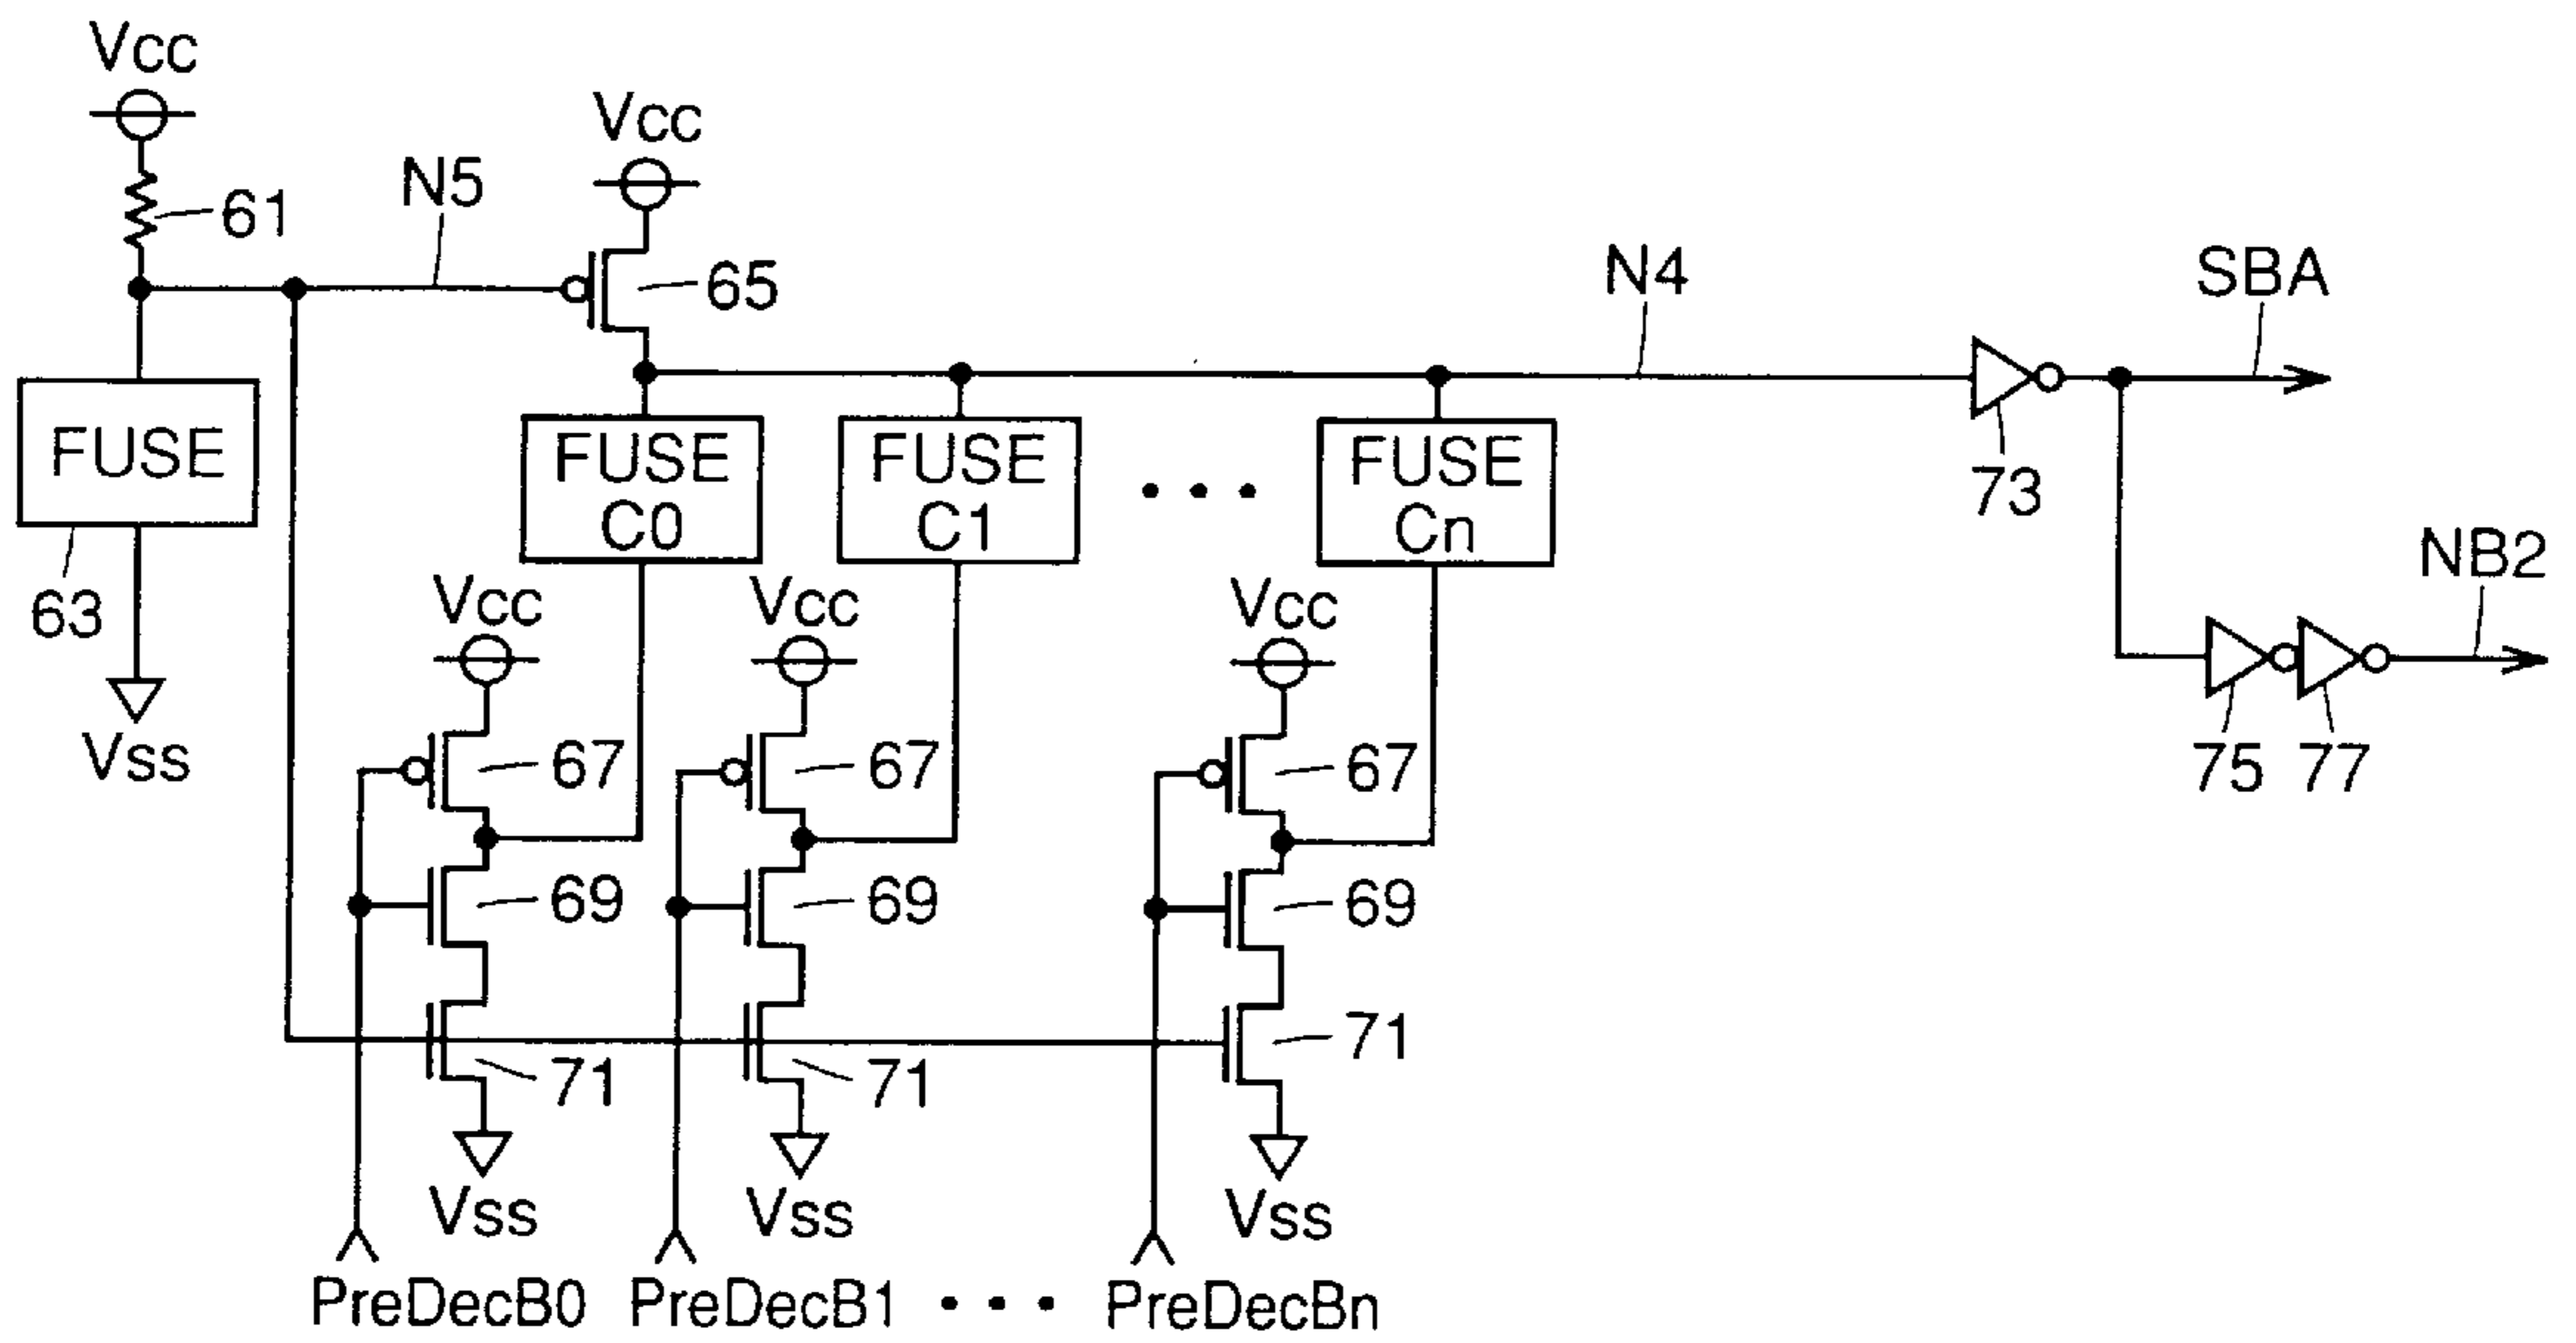 Vcc
Vcc
N5
61
65
N4
SBA
FUSE
FUSE
C0
FUSE
C1
• • •
FUSE
Cn
73
63
Vcc
Vcc
Vcc
NB2
Vss
67
67
67
75
77
69
69
69
71
71
71
Vss
Vss
Vss
PreDecB0
PreDecB1
• • •
PreDecBn